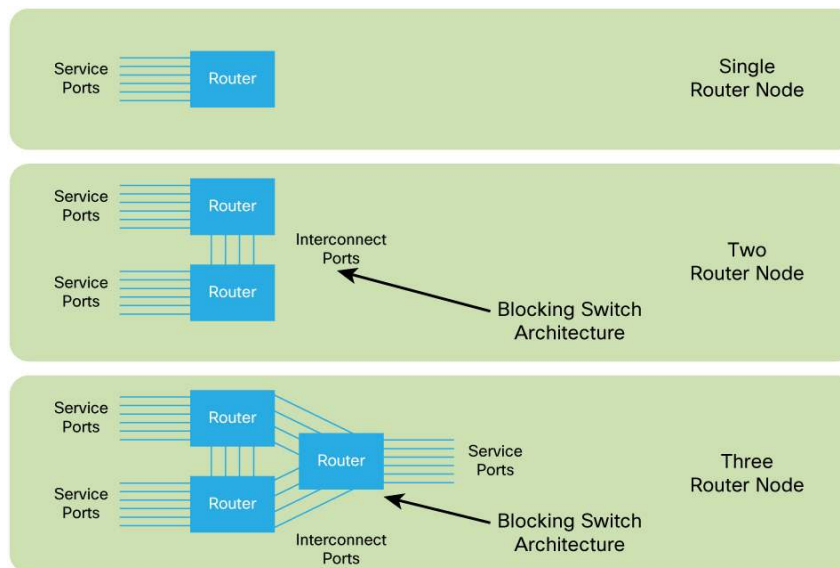 Service
Ports
Router
Single
Router Node
Service
Ports
Router
Interconnect
Ports
Service
Ports
Router
Two
Router Node
Blocking Switch
Architecture
Service
Ports
Router
Router
Service
Ports
Service
Ports
Router
Three
Router Node
Interconnect
Ports
Blocking Switch
Architecture